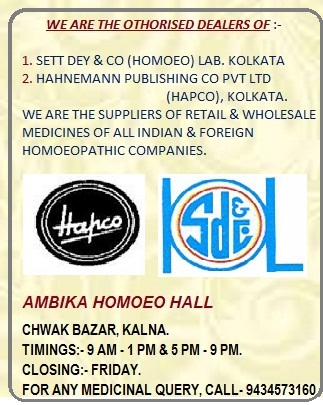 WE ARE THE OTHORISED DEALERS OF :-
1. SETT DEY & CO (HOMOEO) LAB. KOLKATA
2. HAHNEMANN PUBLISHING CO PVT LTD
(HAPCO), KOLKATA.
WE ARE THE SUPPLIERS OF RETAIL & WHOLESALE
MEDICINES OF ALL INDIAN & FOREIGN
HOMOEOPATHIC COMPANIES.
Hapco
Sd&Co
AMBIKA HOMOEO HALL
CHWAK BAZAR, KALNA.
TIMINGS:- 9 AM - 1 PM & 5 PM - 9 PM.
CLOSING:- FRIDAY.
FOR ANY MEDICINAL QUERY, CALL- 9434573160